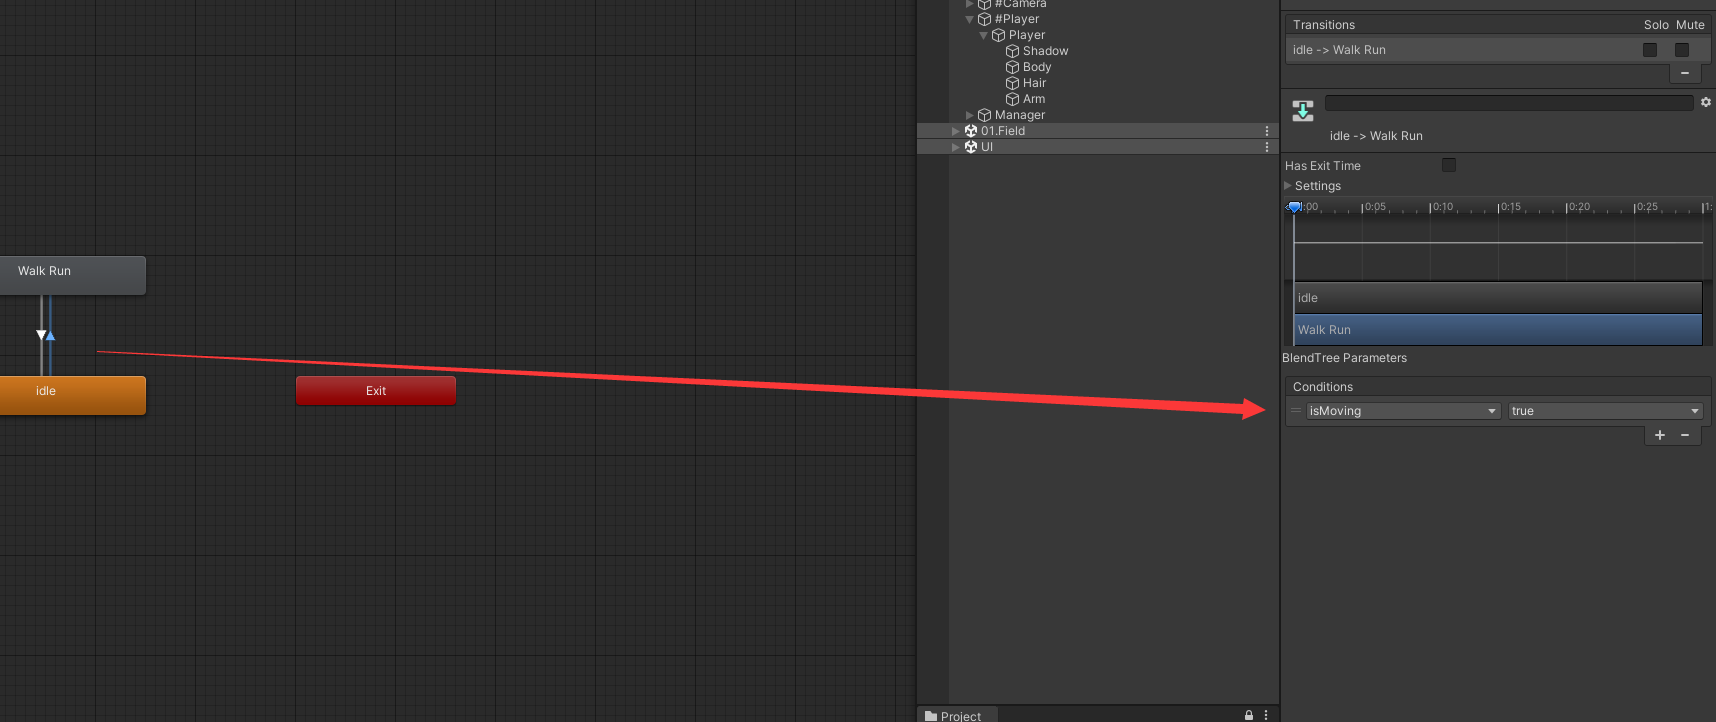 Walk Run
idle
Exit
#Camera
#Player
Player
Shadow
Body
Hair
Arm
Manager
01.Field
UI
Project
Transitions Solo Mute
idle -> Walk Run
idle -> Walk Run
Has Exit Time
Settings
:00 0:05 0:10 0:15 0:20 0:25 1:
idle
Walk Run
BlendTree Parameters
Conditions
isMoving true